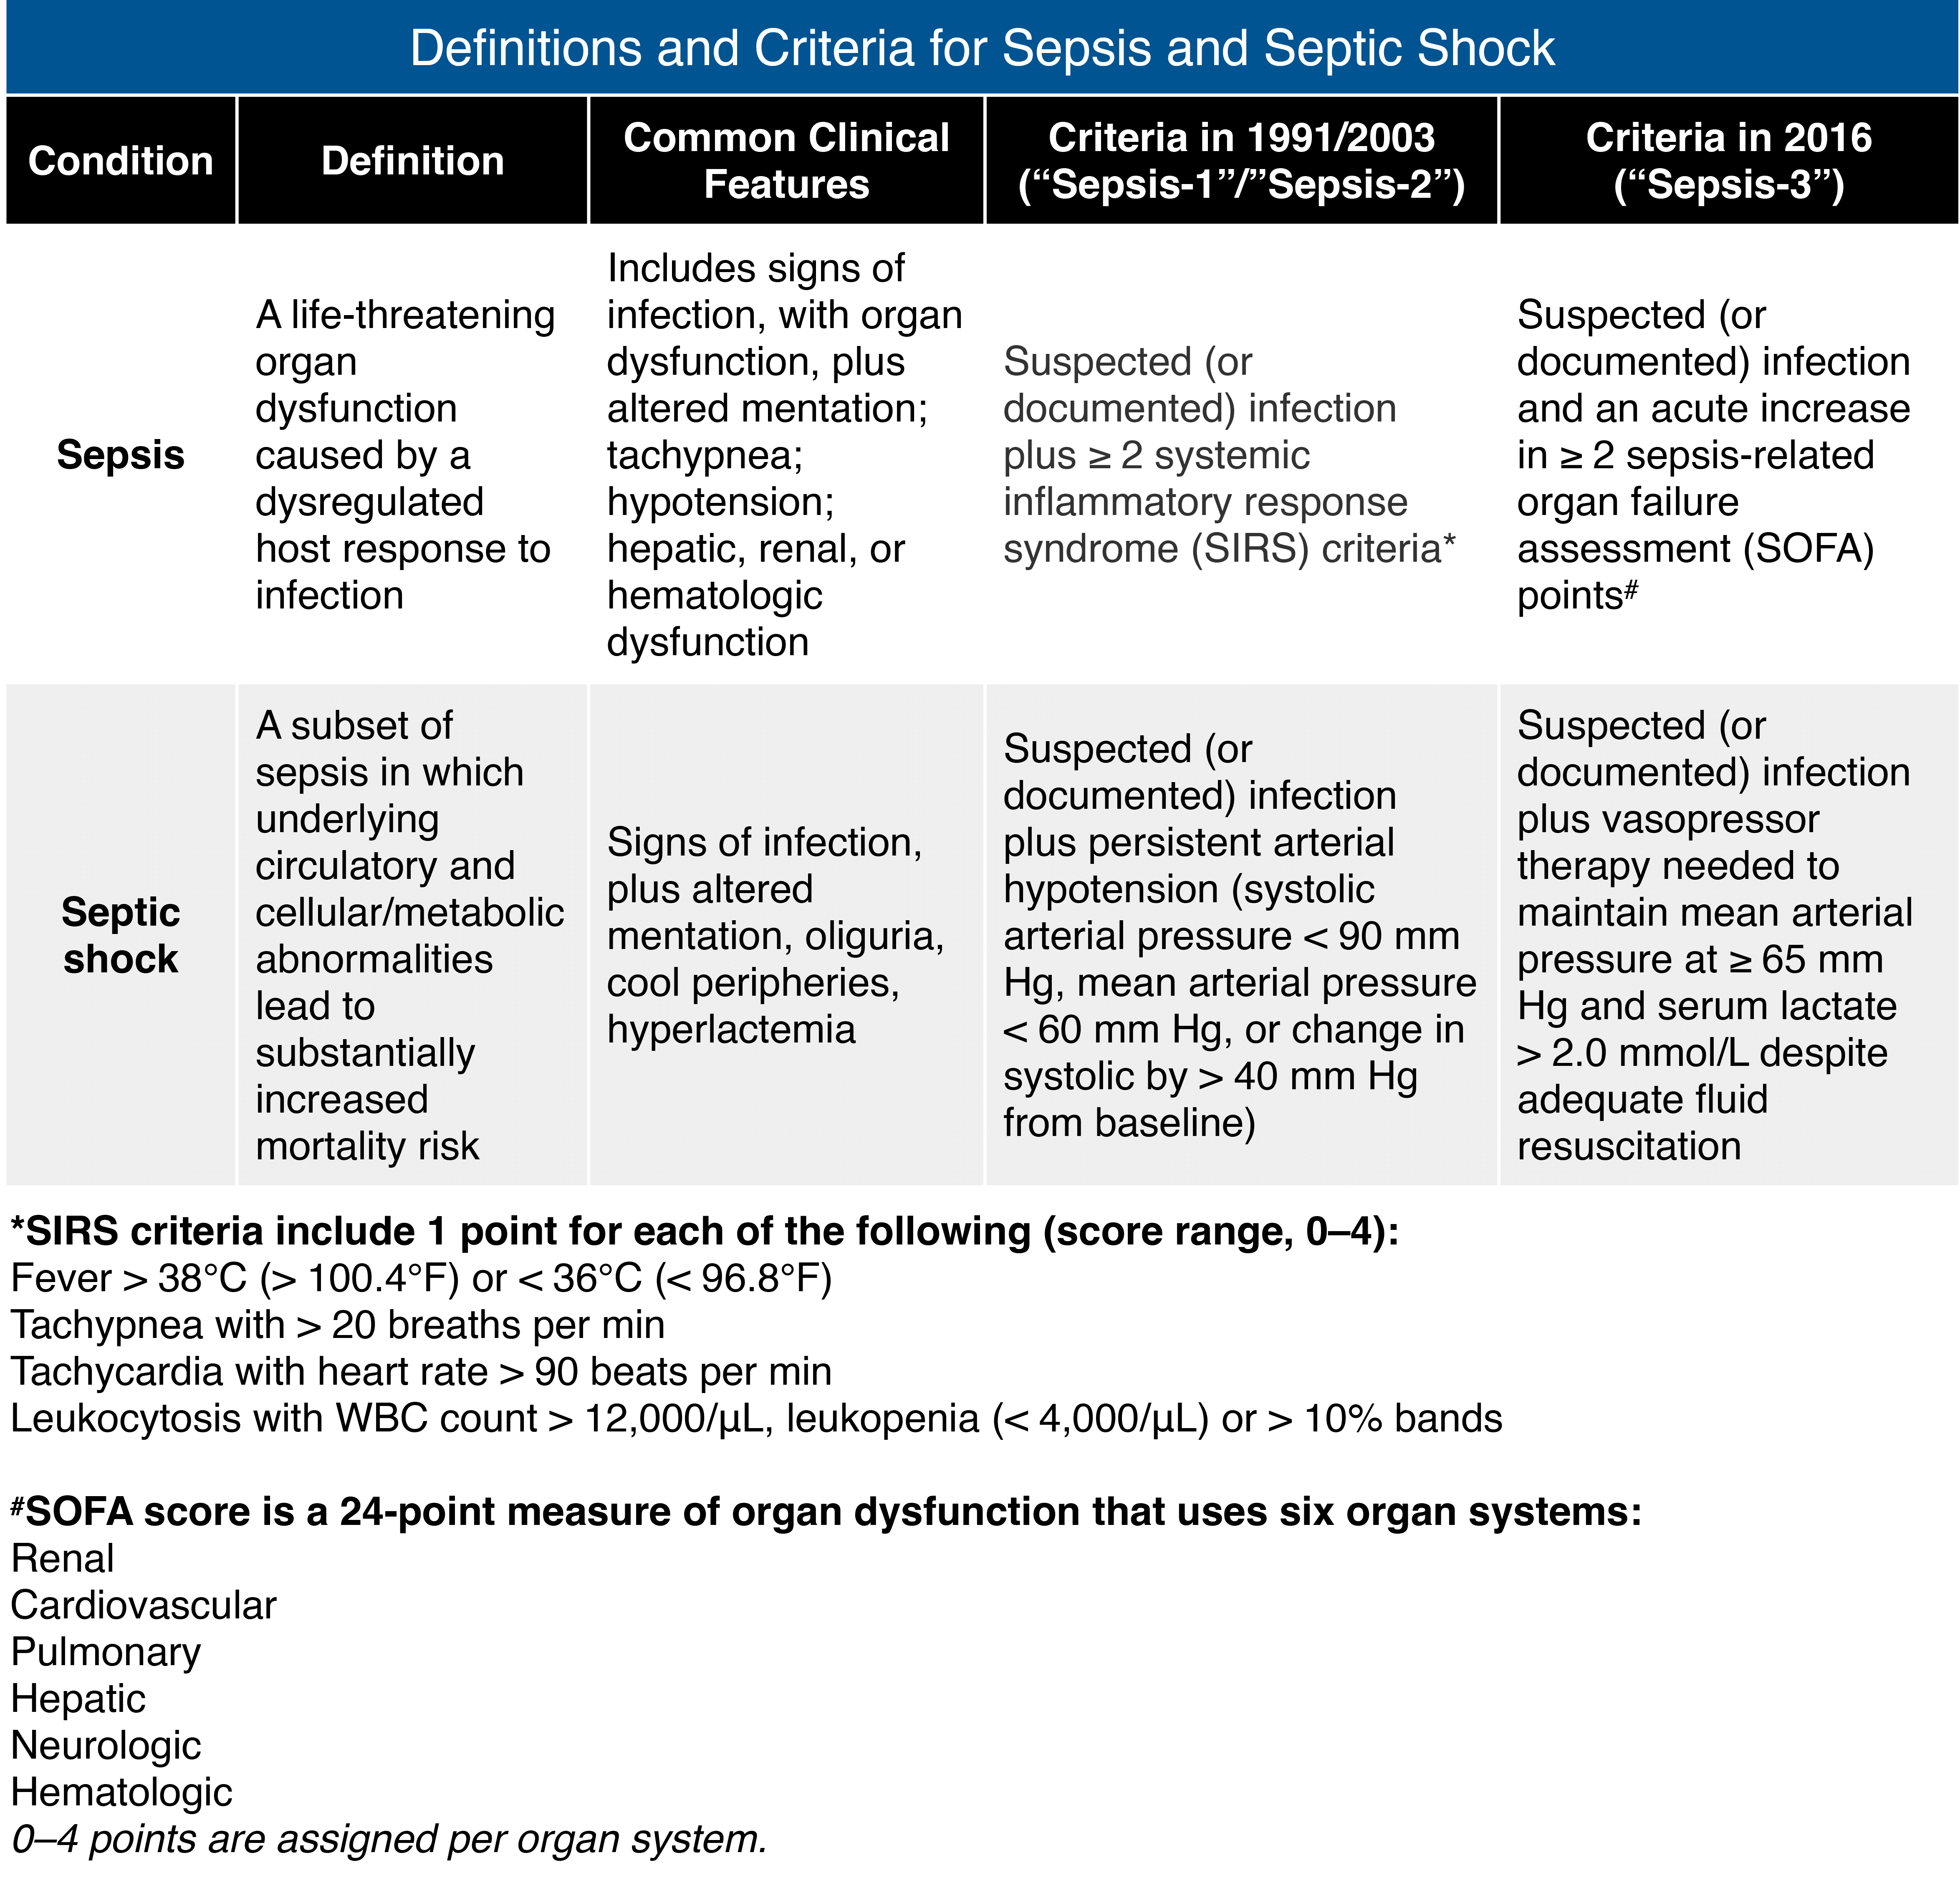 Definitions and Criteria for Sepsis and Septic Shock
Condition
Definition
Common Clinical
Features
Criteria in 1991/2003
(“Sepsis-1”/”Sepsis-2”)
Criteria in 2016
(“Sepsis-3”)
Sepsis
A life-threatening
organ
dysfunction
caused by a
dysregulated
host response to
infection
Includes signs of
infection, with organ
dysfunction, plus
altered mentation;
tachypnea;
hypotension;
hepatic, renal, or
hematologic
dysfunction
Suspected (or
documented) infection
plus ≥ 2 systemic
inflammatory response
syndrome (SIRS) criteria*
Suspected (or
documented) infection
and an acute increase
in ≥ 2 sepsis-related
organ failure
assessment (SOFA)
points#
Septic
shock
A subset of
sepsis in which
underlying
circulatory and
cellular/metabolic
abnormalities
lead to
substantially
increased
mortality risk
Signs of infection,
plus altered
mentation, oliguria,
cool peripheries,
hyperlactemia
Suspected (or
documented) infection
plus persistent arterial
hypotension (systolic
arterial pressure < 90 mm
Hg, mean arterial pressure
< 60 mm Hg, or change in
systolic by > 40 mm Hg
from baseline)
Suspected (or
documented) infection
plus vasopressor
therapy needed to
maintain mean arterial
pressure at ≥ 65 mm
Hg and serum lactate
> 2.0 mmol/L despite
adequate fluid
resuscitation
*SIRS criteria include 1 point for each of the following (score range, 0–4):
Fever > 38°C (> 100.4°F) or < 36°C (< 96.8°F)
Tachypnea with > 20 breaths per min
Tachycardia with heart rate > 90 beats per min
Leukocytosis with WBC count > 12,000/μL, leukopenia (< 4,000/μL) or > 10% bands
#SOFA score is a 24-point measure of organ dysfunction that uses six organ systems:
Renal
Cardiovascular
Pulmonary
Hepatic
Neurologic
Hematologic
0–4 points are assigned per organ system.